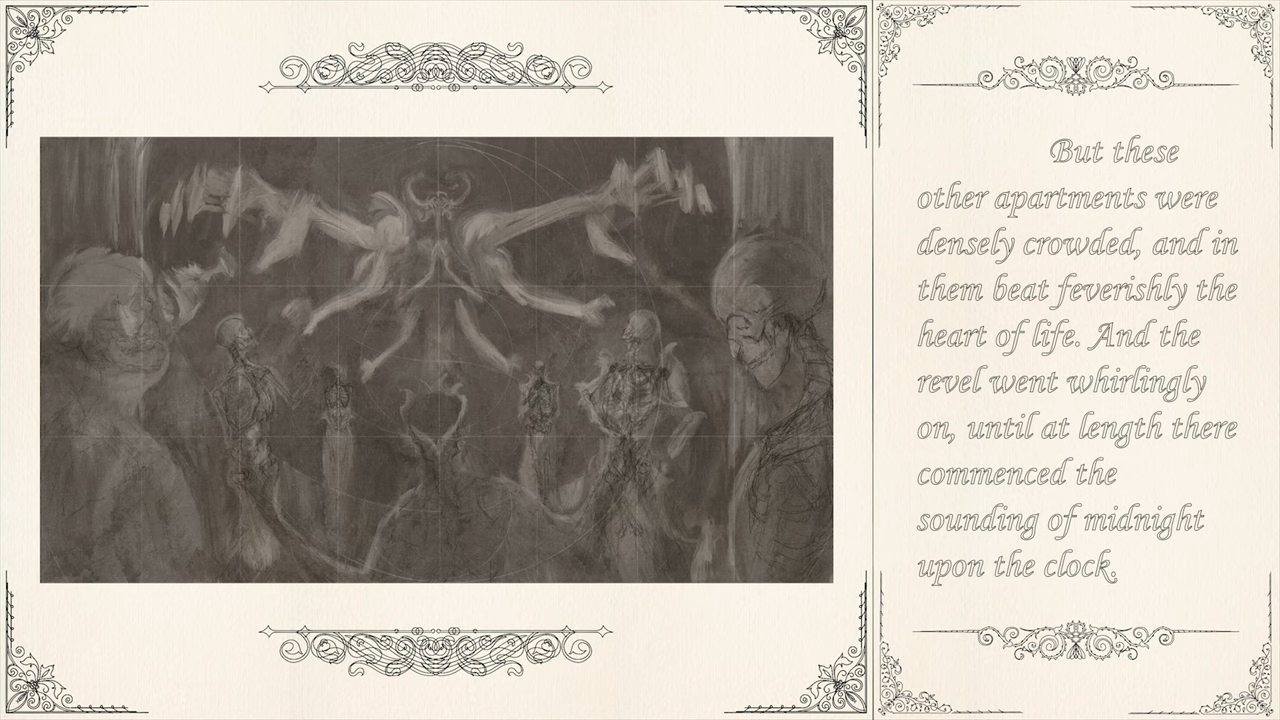 But these
other apartments were
densely crowded, and in
them beat feverishly the
heart of life. And the
revel went whirlingly
on, until at length there
commenced the
sounding of midnight
upon the clock.